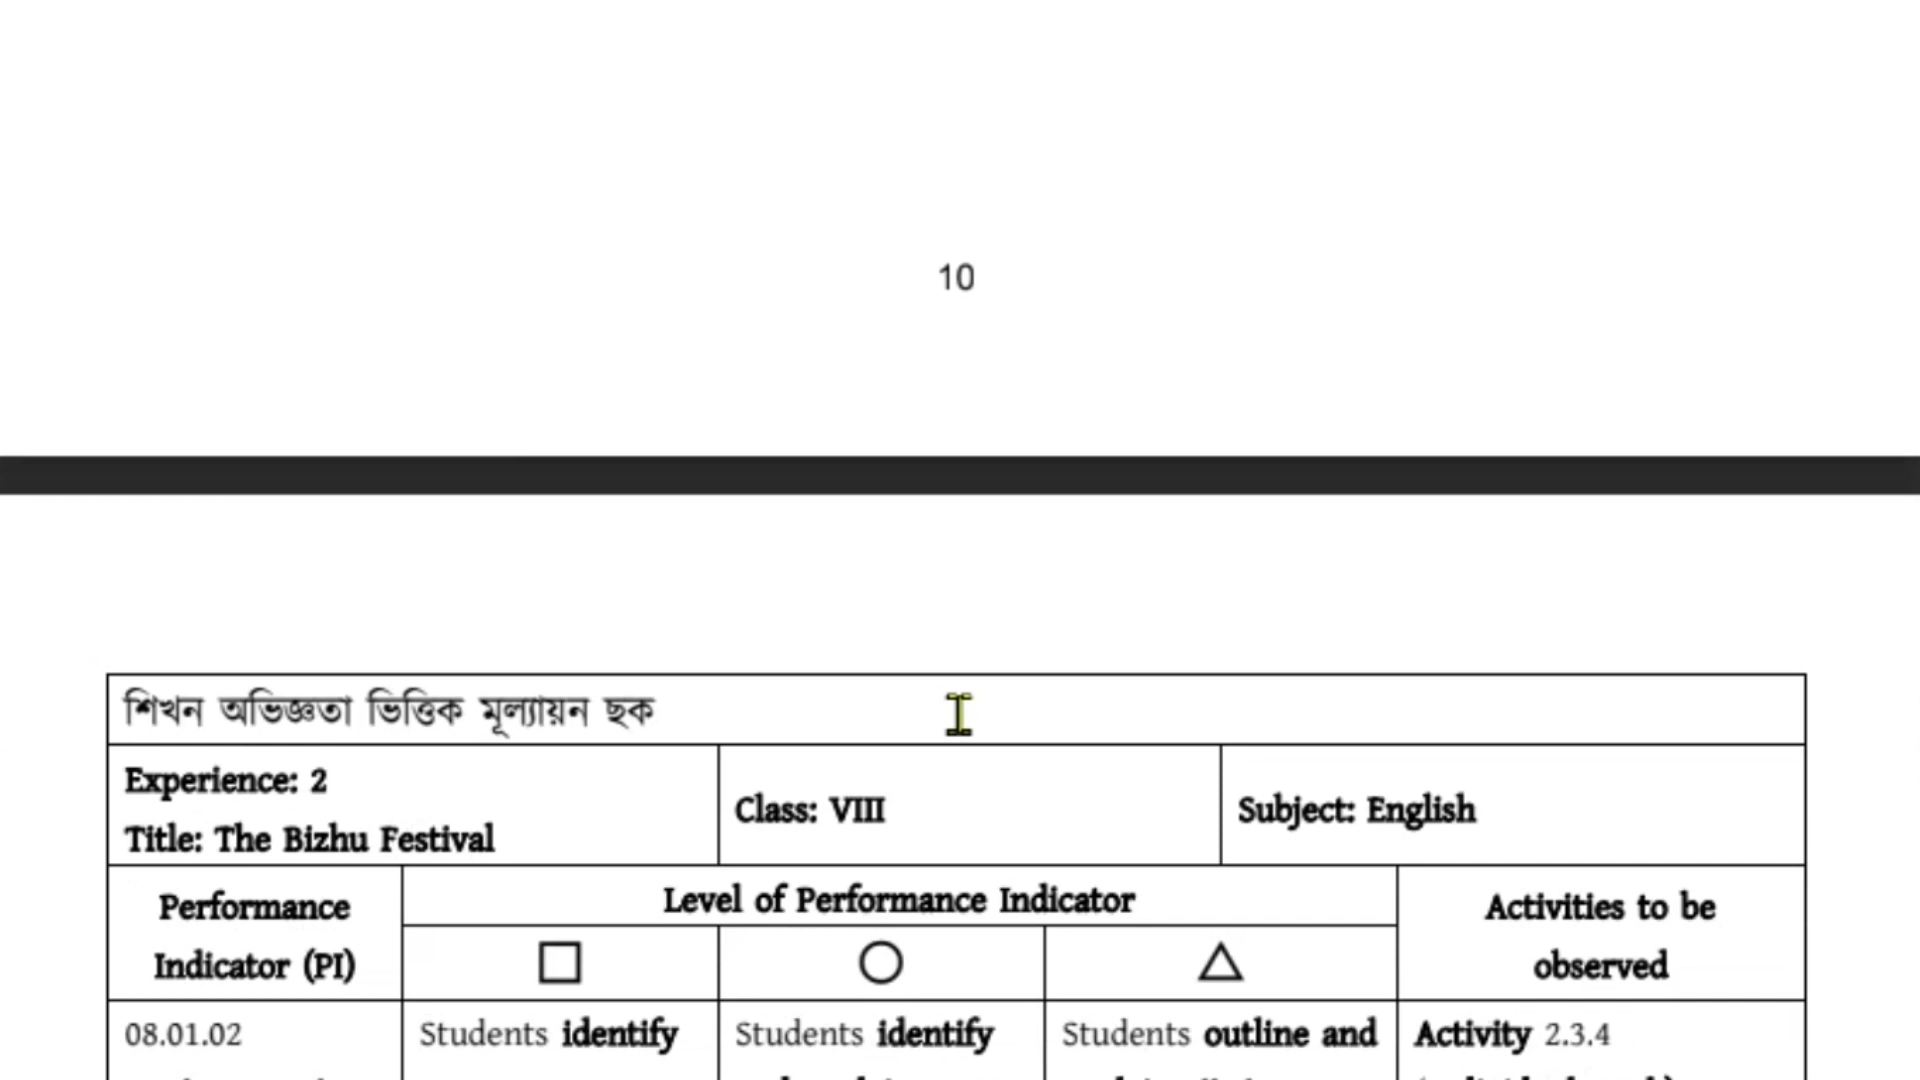 10
শিখন অভিজ্ঞতা ভিত্তিক মূল্যায়ন ছক
Experience: 2
Title: The Bizhu Festival
Class: VIII
Subject: English
Performance
Indicator (PI)
Level of Performance Indicator
Activities to be
observed
08.01.02
Students identify
Students identify
Students outline and
Activity 2.3.4